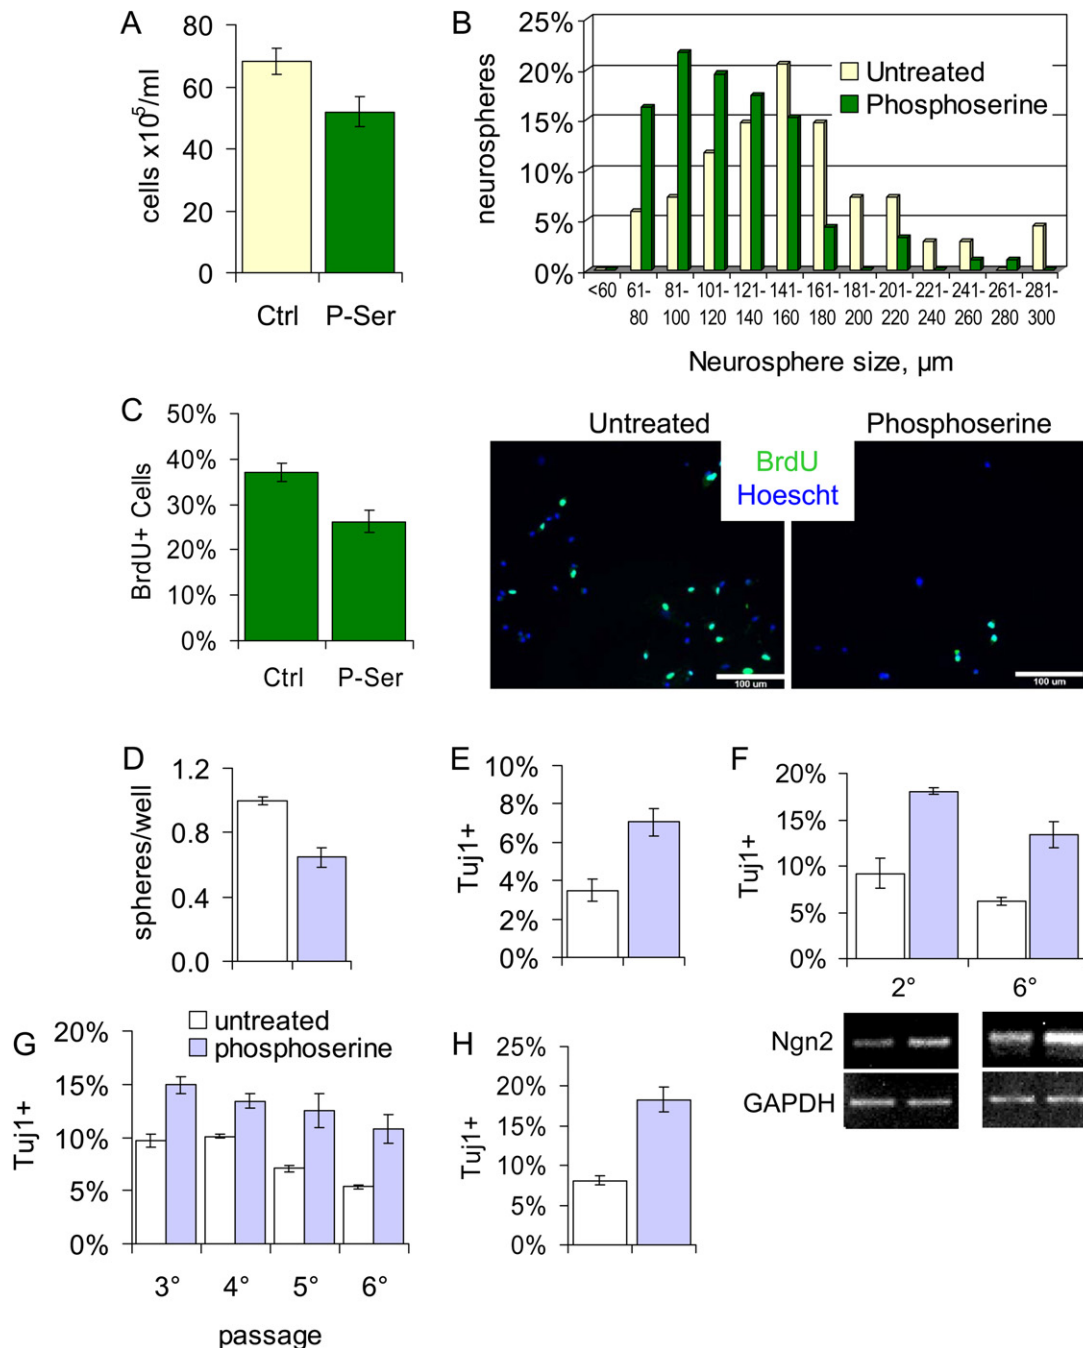 A
80
60
40
20
0
cells x10⁵/ml
Ctrl P-Ser
B
25%
20%
15%
10%
5%
0%
neurospheres
Untreated
Phosphoserine
<60 61- 81- 101- 121- 141- 161- 181- 201- 221- 241- 261- 281-
80 100 120 140 160 180 200 220 240 260 280 300
Neurosphere size, µm
C
50%
40%
30%
20%
10%
0%
BrdU+ Cells
Ctrl P-Ser
Untreated Phosphoserine
BrdU
Hoescht
100 um
100 um
D
1.2
0.8
0.4
0.0
spheres/well
E
10%
8%
6%
4%
2%
0%
Tuj1+
F
20%
15%
10%
5%
0%
Tuj1+
2° 6°
Ngn2
GAPDH
G
untreated
phosphoserine
20%
15%
10%
5%
0%
Tuj1+
3° 4° 5° 6°
passage
H
25%
20%
15%
10%
5%
0%
Tuj1+